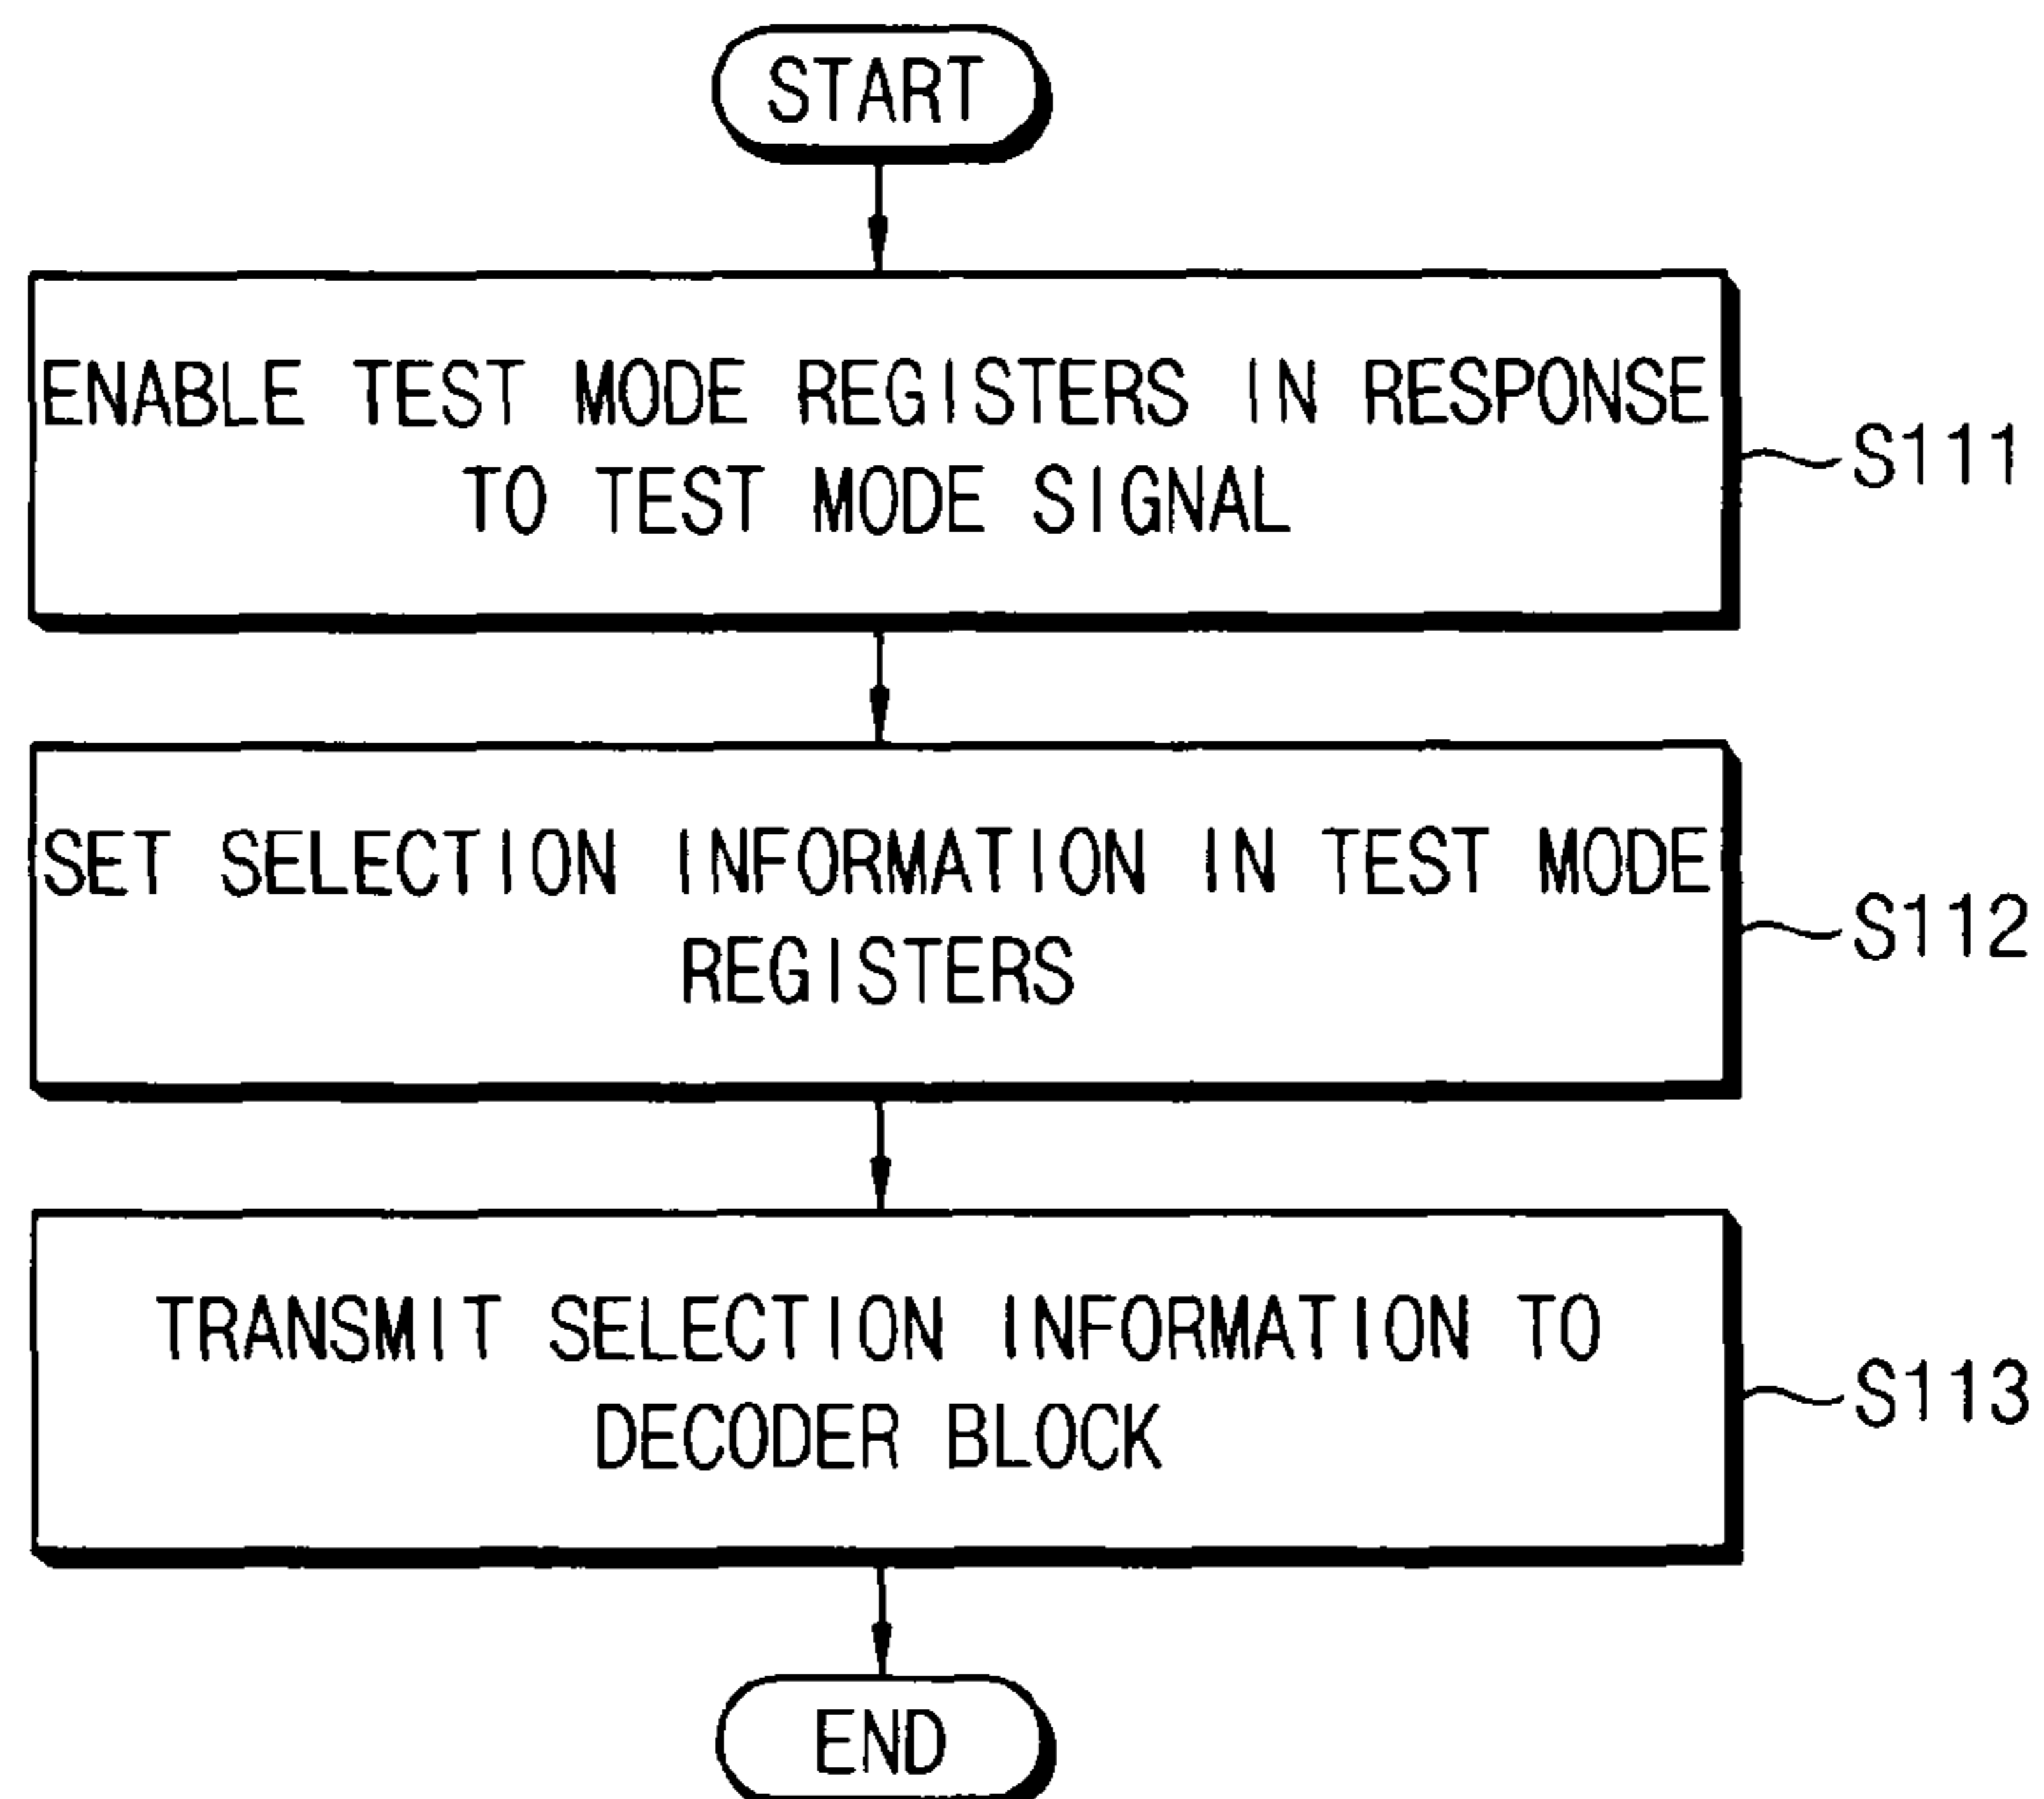 START
ENABLE TEST MODE REGISTERS IN RESPONSE
TO TEST MODE SIGNAL
S111
SET SELECTION INFORMATION IN TEST MODE
REGISTERS
S112
TRANSMIT SELECTION INFORMATION TO
DECODER BLOCK
S113
END